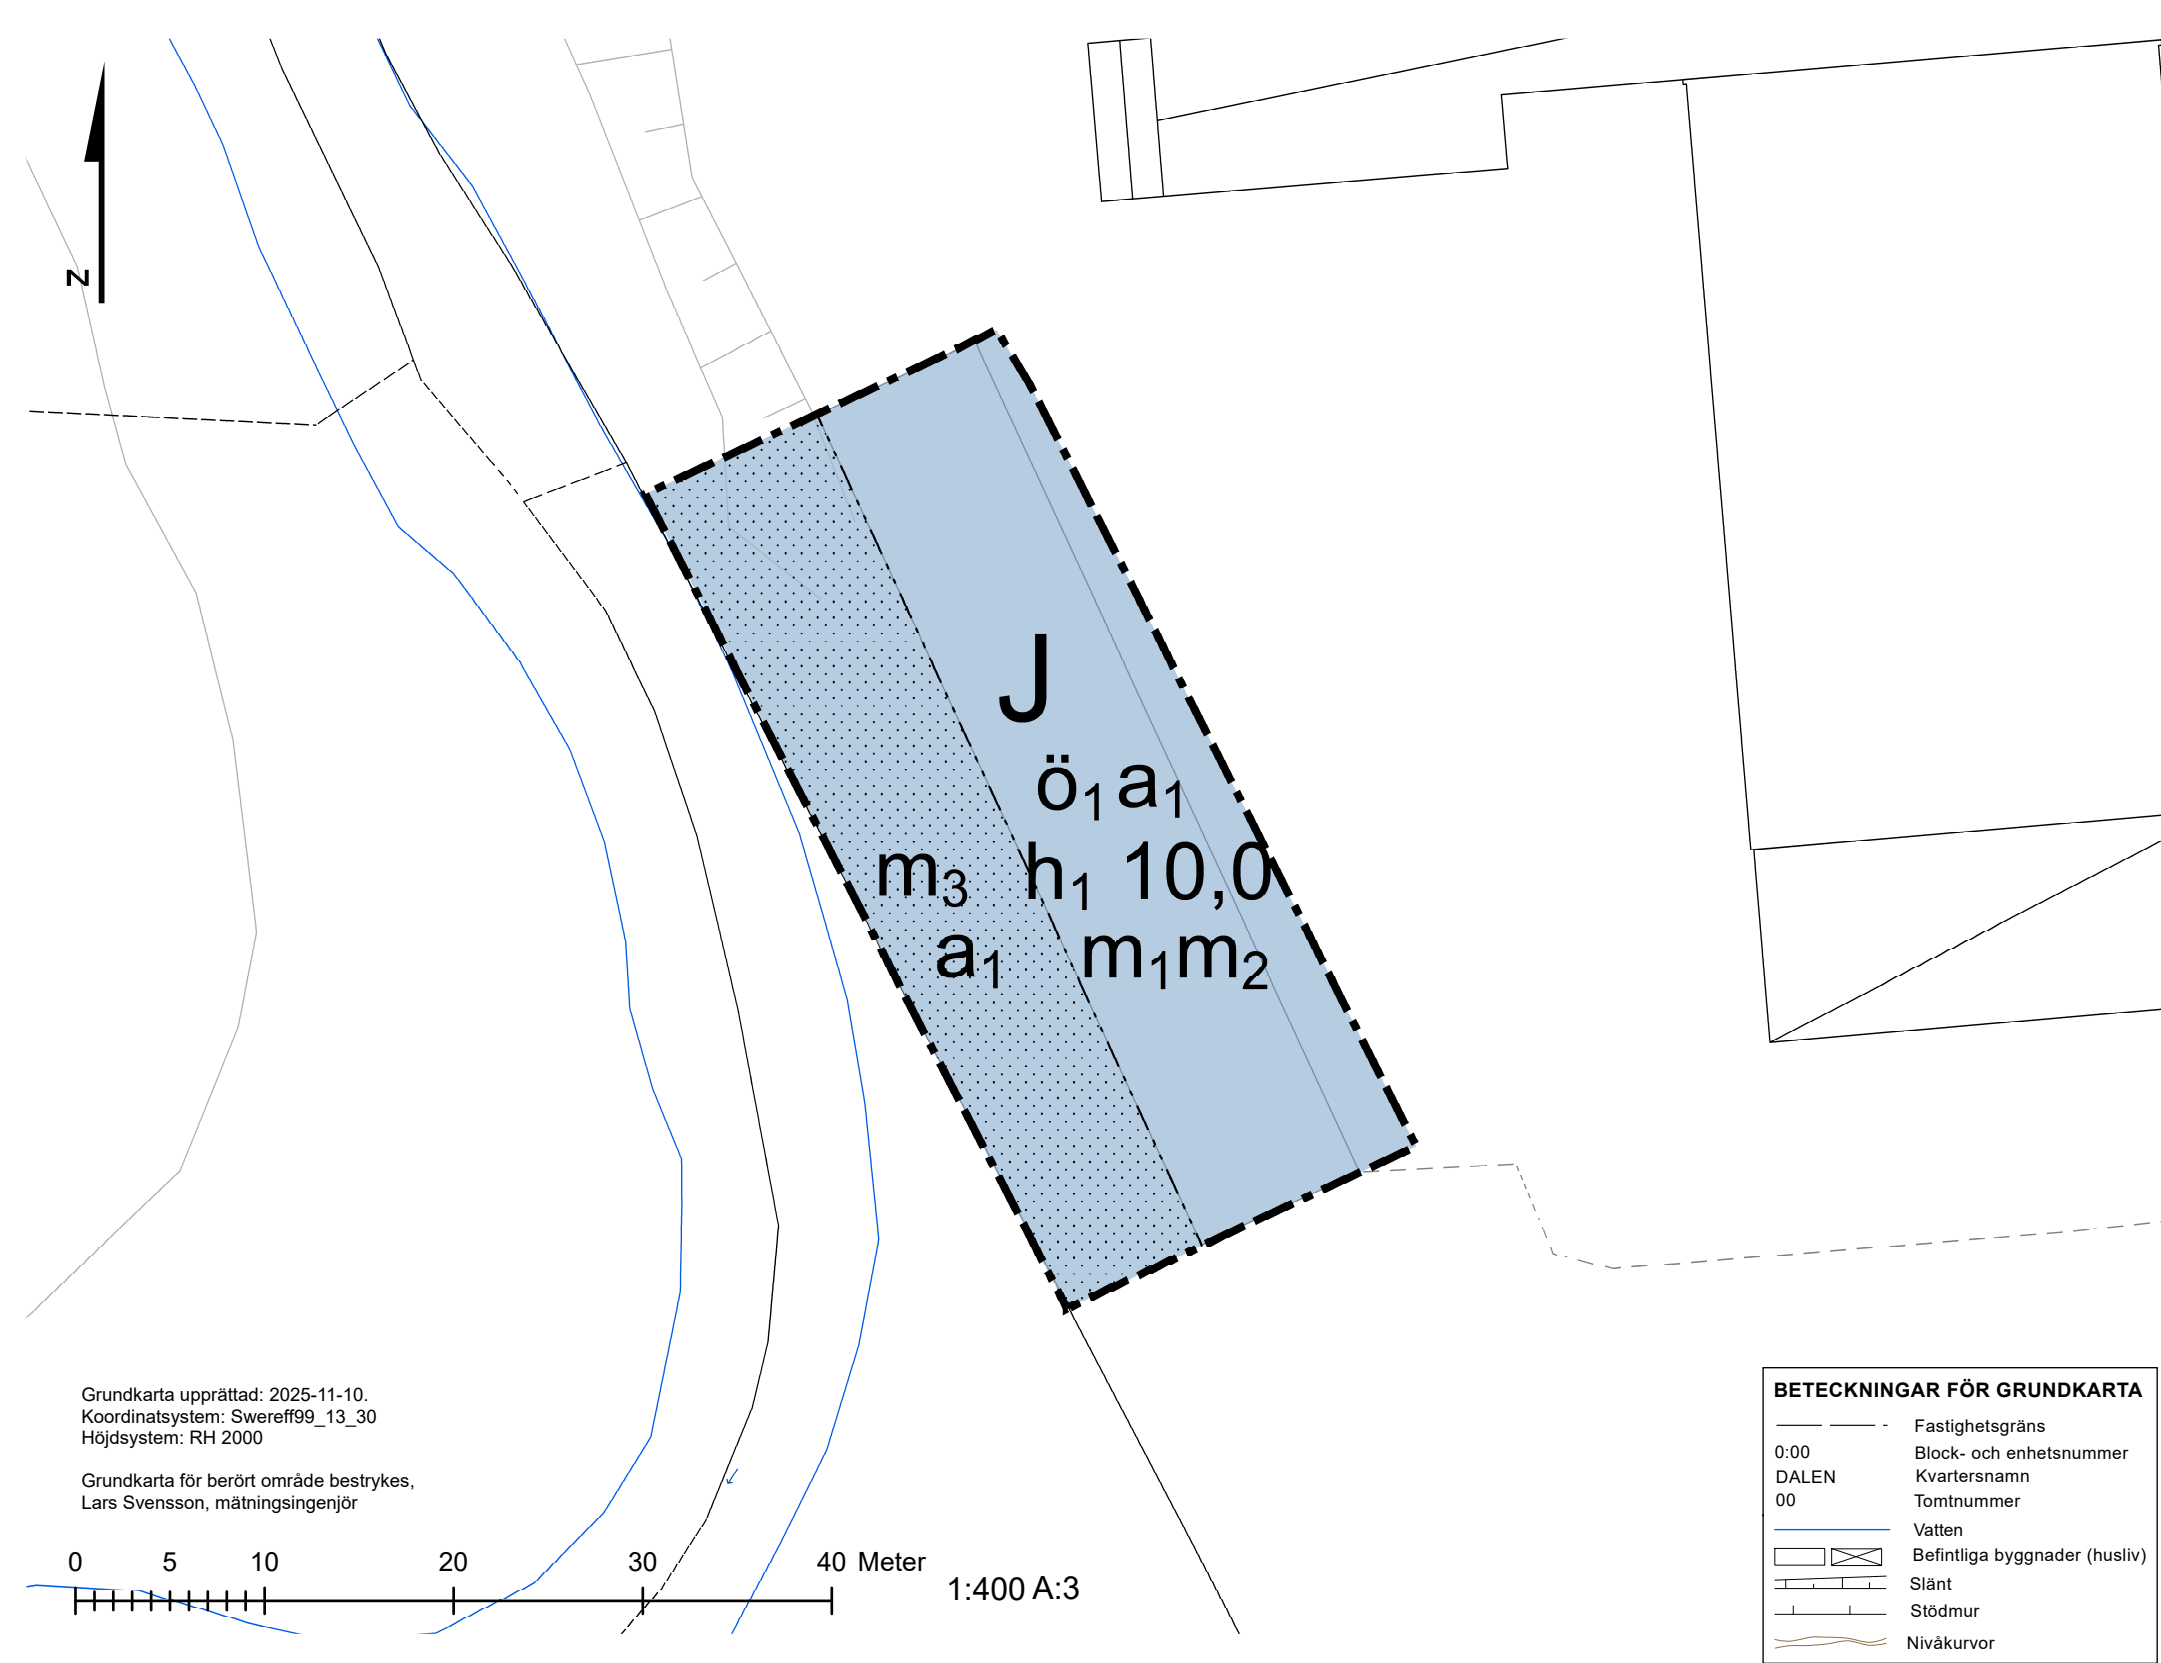 N
J
ö1 a1
m3 h1 10,0
a1 m1 m2
Grundkarta upprättad: 2025-11-10.
Koordinatsystem: Swereff99_13_30
Höjdsystem: RH 2000
Grundkarta för berört område bestrykes,
Lars Svensson, mätningsingenjör
0 5 10 20 30 40 Meter
1:400 A:3
BETECKNINGAR FÖR GRUNDKARTA
Fastighetsgräns
0:00 Block- och enhetsnummer
DALEN Kvartersnamn
00 Tomtnummer
Vatten
Befintliga byggnader (husliv)
Slänt
Stödmur
Nivåkurvor